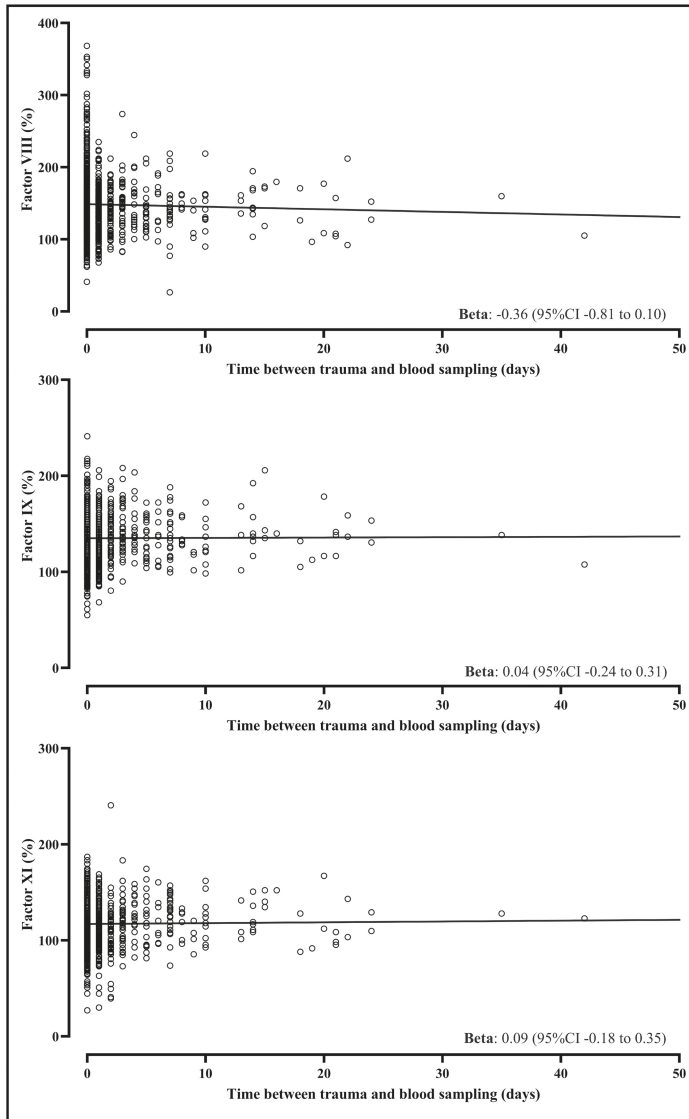 400
300
200
100
0
Factor VIII (%)
Beta: -0.36 (95%CI -0.81 to 0.10)
0 10 20 30 40 50
Time between trauma and blood sampling (days)
300
200
100
0
Factor IX (%)
Beta: 0.04 (95%CI -0.24 to 0.31)
0 10 20 30 40 50
Time between trauma and blood sampling (days)
300
200
100
0
Factor XI (%)
Beta: 0.09 (95%CI -0.18 to 0.35)
0 10 20 30 40 50
Time between trauma and blood sampling (days)